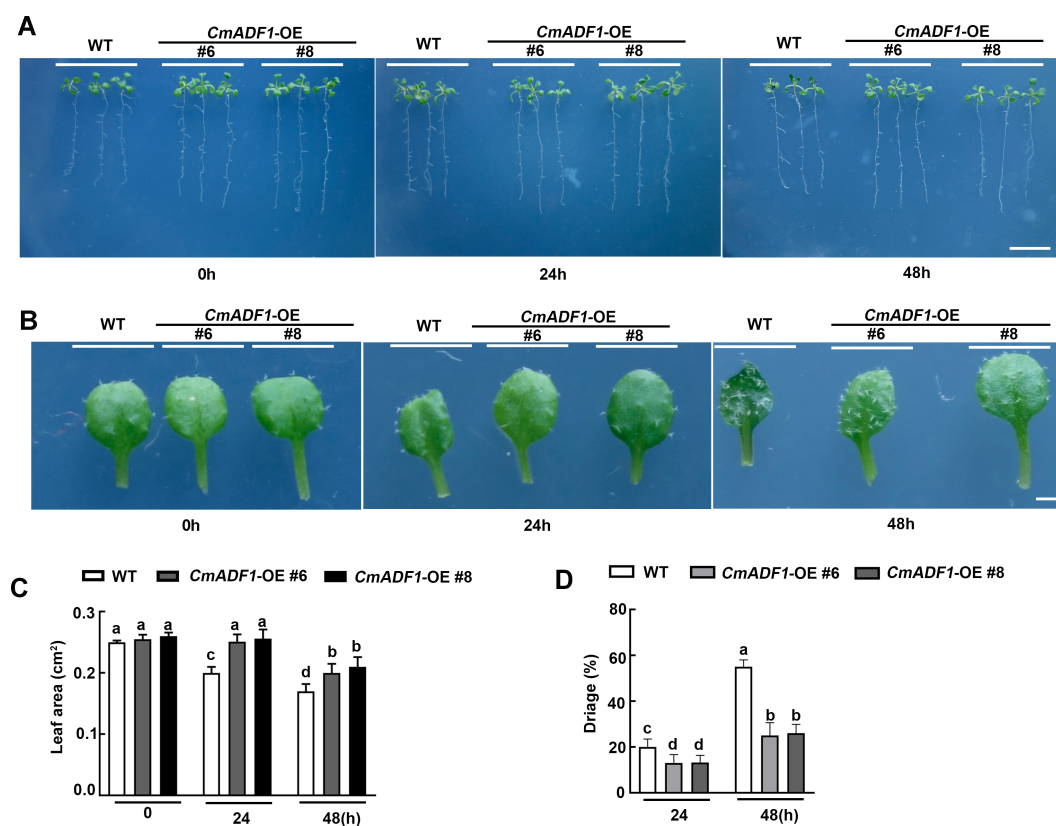 A
WT
CmADF1-OE
#6
#8
WT
CmADF1-OE
#6
#8
WT
CmADF1-OE
#6
#8
0h
24h
48h
B
WT
CmADF1-OE
#6
#8
WT
CmADF1-OE
#6
#8
WT
CmADF1-OE
#6
#8
0h
24h
48h
C
WT
CmADF1-OE #6
CmADF1-OE #8
Leaf area (cm²)
0.3
0.2
0.1
0.0
a
a
a
c
a
a
d
b
b
0
24
48(h)
D
WT
CmADF1-OE #6
CmADF1-OE #8
Driage (%)
80
60
40
20
0
c
d
d
a
b
b
24
48(h)